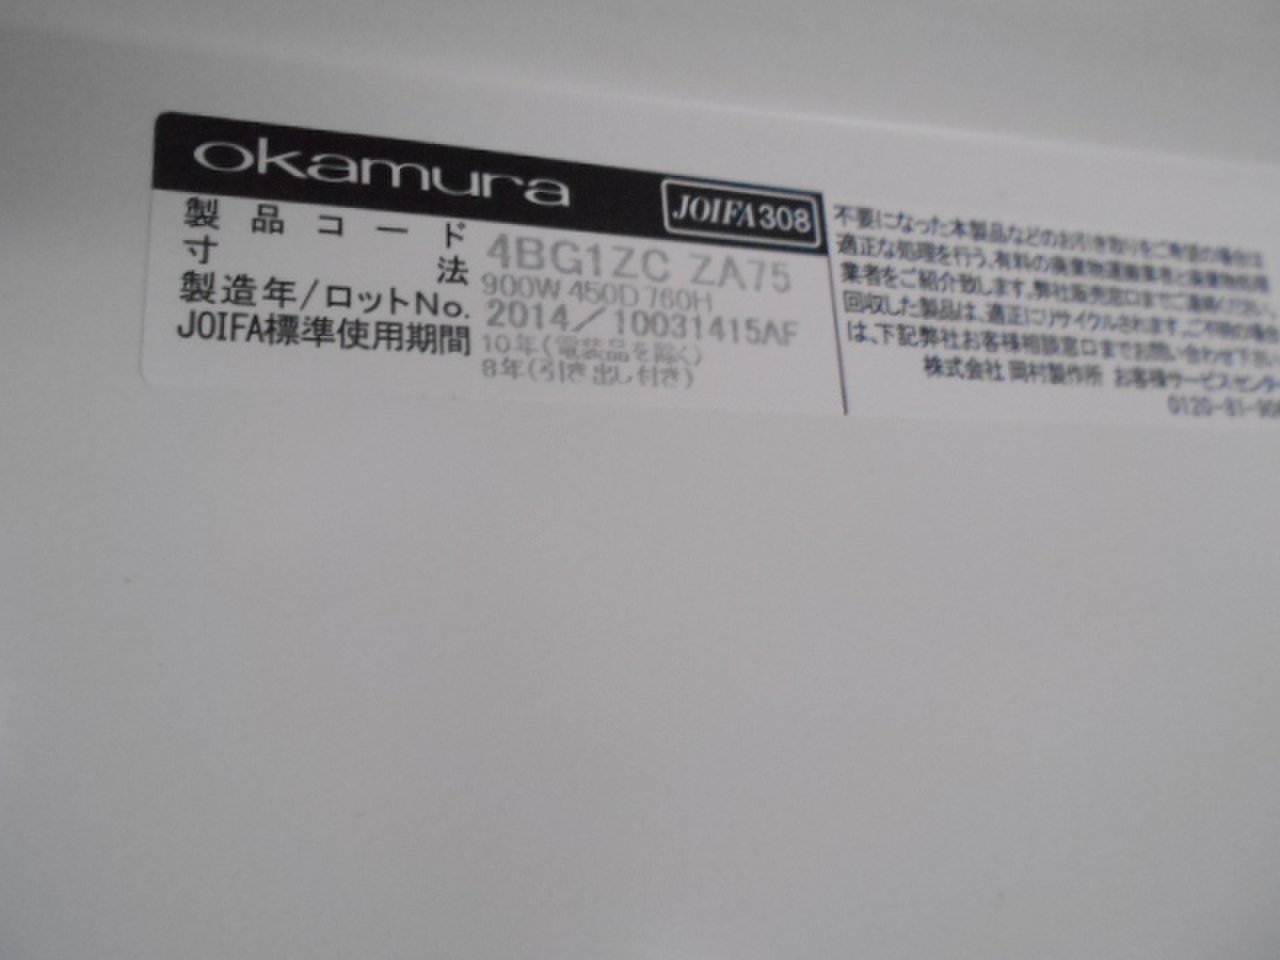 okamura
JOIFA308
製品コード 4BG1ZC ZA75
寸法 900W 450D 760H
製造年/ロットNo. 2014/10031415AF
JOIFA標準使用期間 10年(電装品を除く)
8年(引き出し付き)
不要になった本製品などのお引き取りをご希望の場合は
適正な処理を行う、有料の廃棄物運搬業者と廃棄物処理
業者をご紹介致します。弊社販売窓口までご連絡ください。
回収した製品は、適正にリサイクルされます。ご不明の場合
は、下記弊社お客様相談窓口までお問い合わせ下さい
株式会社 岡村製作所 お客様サービスセンター
0120-81-90